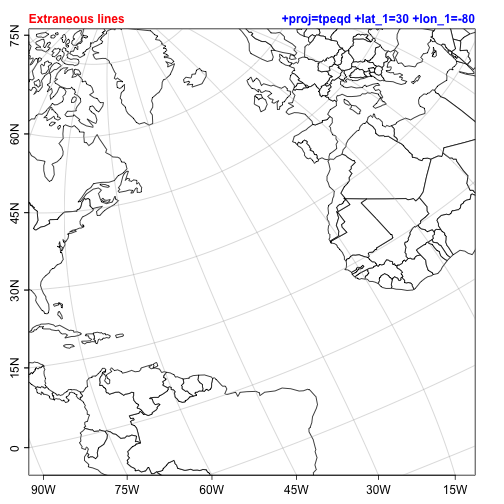 Extraneous lines
+proj=tpeqd +lat_1=30 +lon_1=-80
75N
60N
45N
30N
15N
0
90W
75W
60W
45W
30W
15W